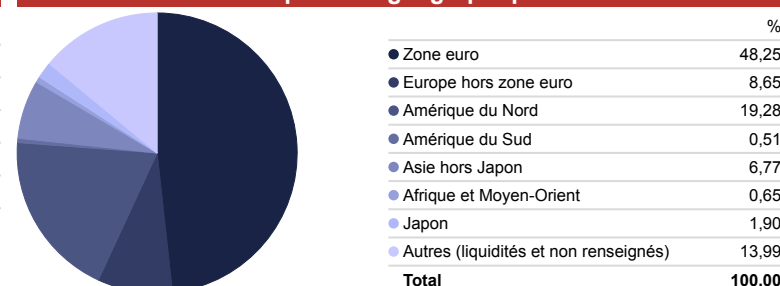 %
Zone euro 48,25
Europe hors zone euro 8,65
Amérique du Nord 19,28
Amérique du Sud 0,51
Asie hors Japon 6,77
Afrique et Moyen-Orient 0,65
Japon 1,90
Autres (liquidités et non renseignés) 13,99
Total 100,00